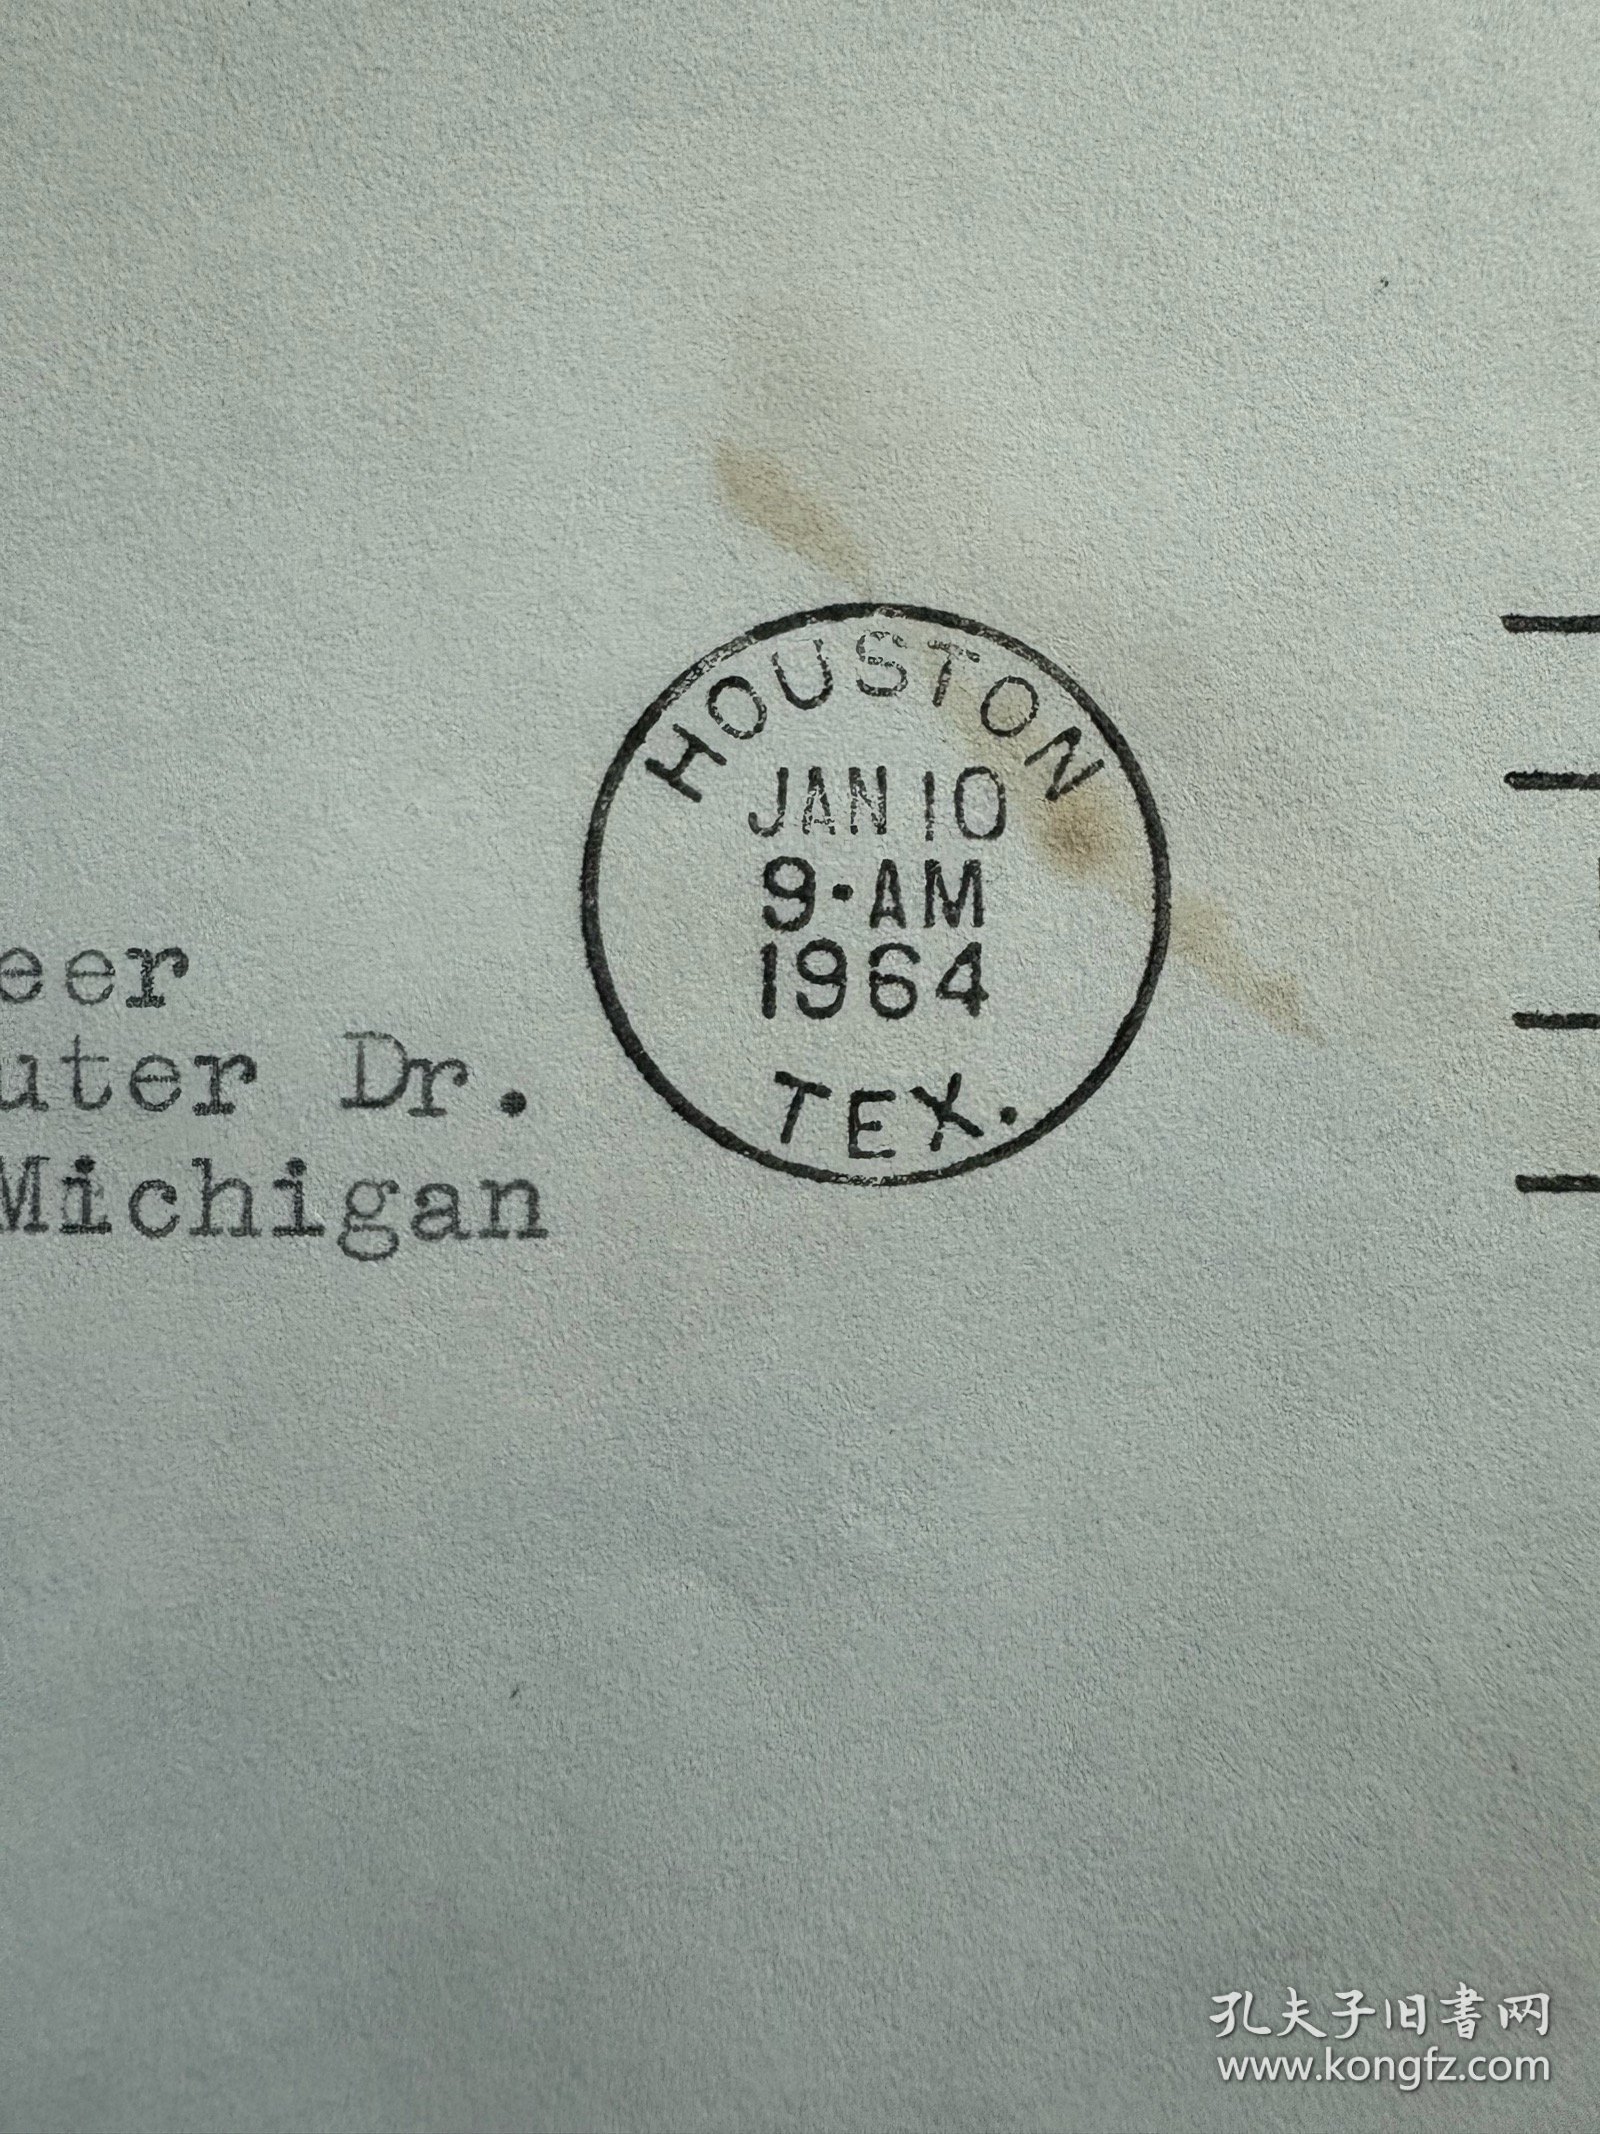 HOUSTON
JAN 10
9·AM
1964
TEX.
eer
uter Dr.
Michigan
孔夫子旧書网
www.kongfz.com